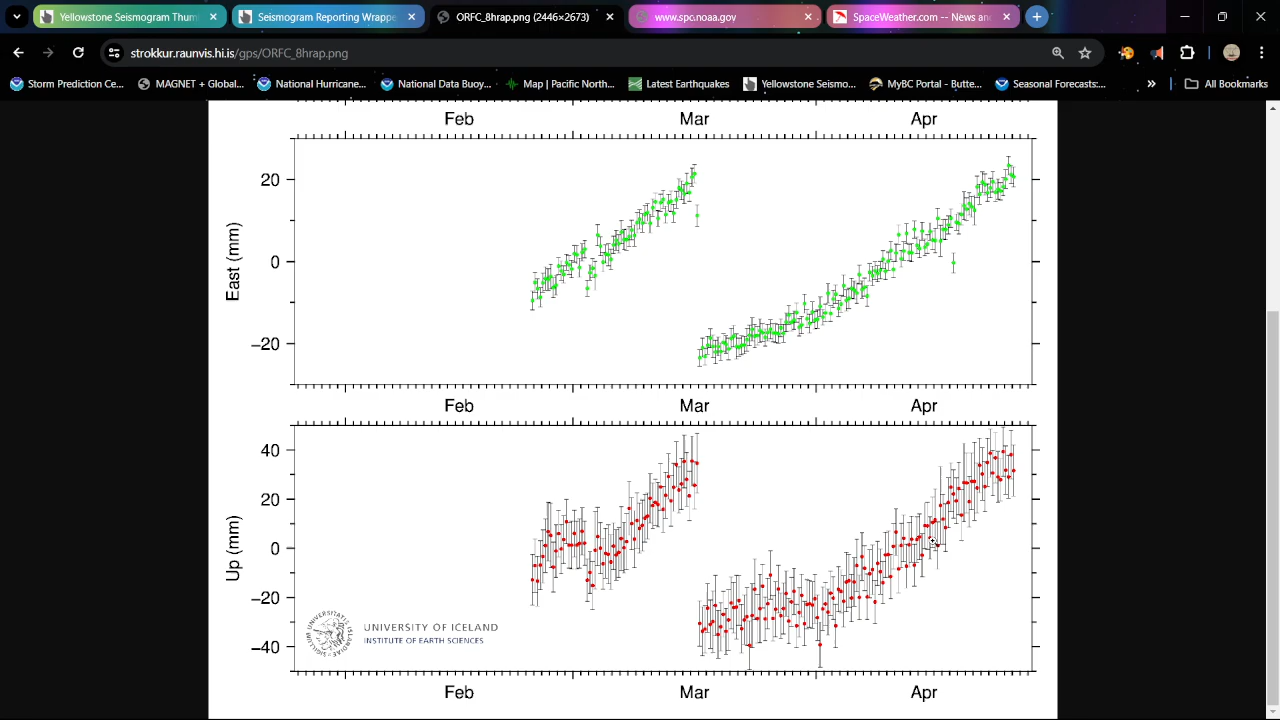 Yellowstone Seismogram Thum
Seismogram Reporting Wrappe
ORFC_8hrap.png (2446×2673)
www.spc.noaa.gov
SpaceWeather.com -- News an
strokkur.raunvis.hi.is/gps/ORFC_8hrap.png
Storm Prediction Ce...
MAGNET + Global...
National Hurricane...
National Data Buoy...
Map | Pacific North...
Latest Earthquakes
Yellowstone Seismo...
MyBC Portal - Butte...
Seasonal Forecasts:...
All Bookmarks
Feb Mar Apr
20
0
−20
East (mm)
Feb Mar Apr
40
20
0
−20
−40
Up (mm)
UNIVERSITY OF ICELAND
INSTITUTE OF EARTH SCIENCES
Feb Mar Apr